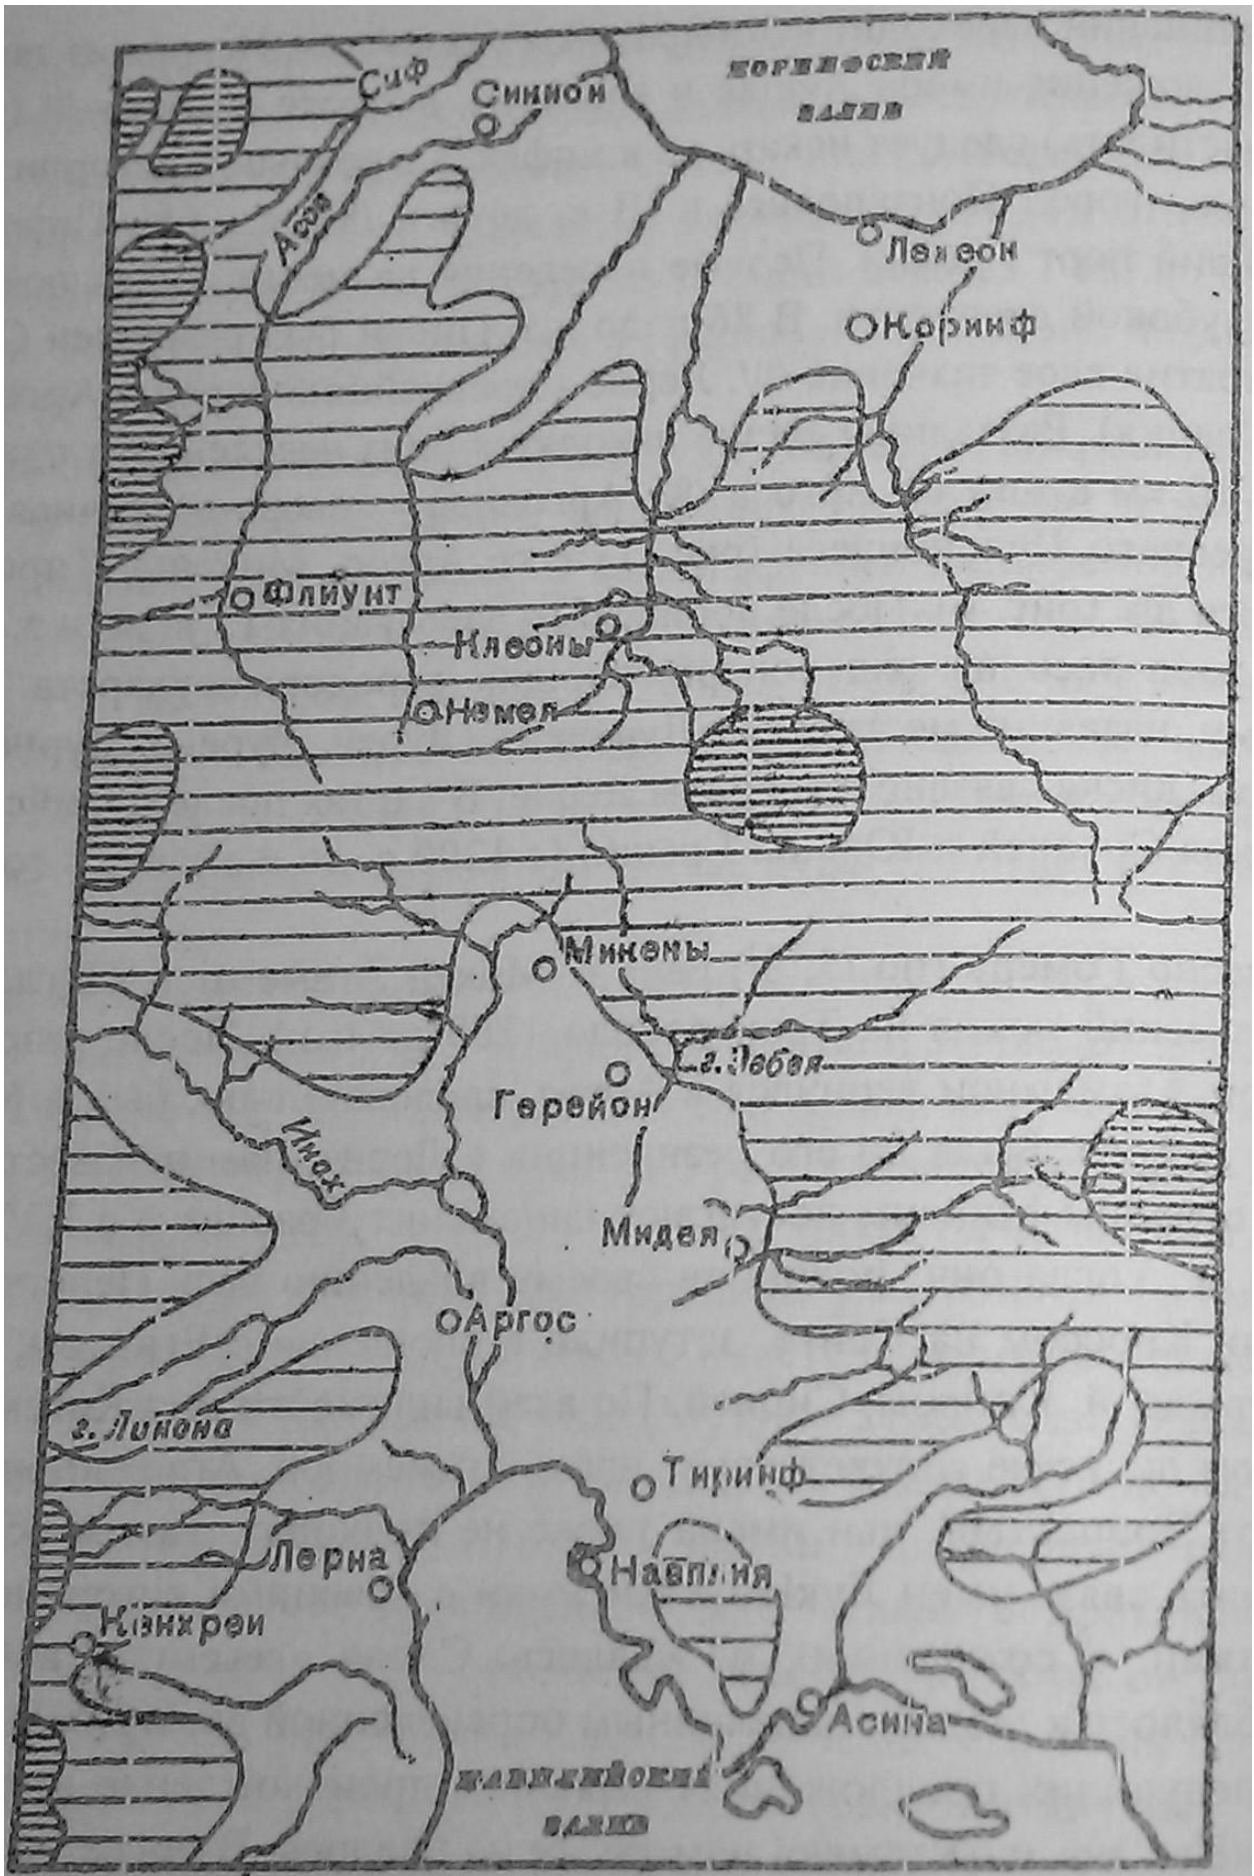 КОРИНФСКИЙ
ЗАЛИВ
Сиф
Сикион
Асоп
Лехеон
Коринф
Флиунт
Клеоны
Немея
Микены
г. Эвбея
Герейон
Инах
Мидея
Аргос
г. Ликона
Тиринф
Лерна
Навплия
Кенхреи
Асина
НАВПЛИЙСКИЙ
ЗАЛИВ